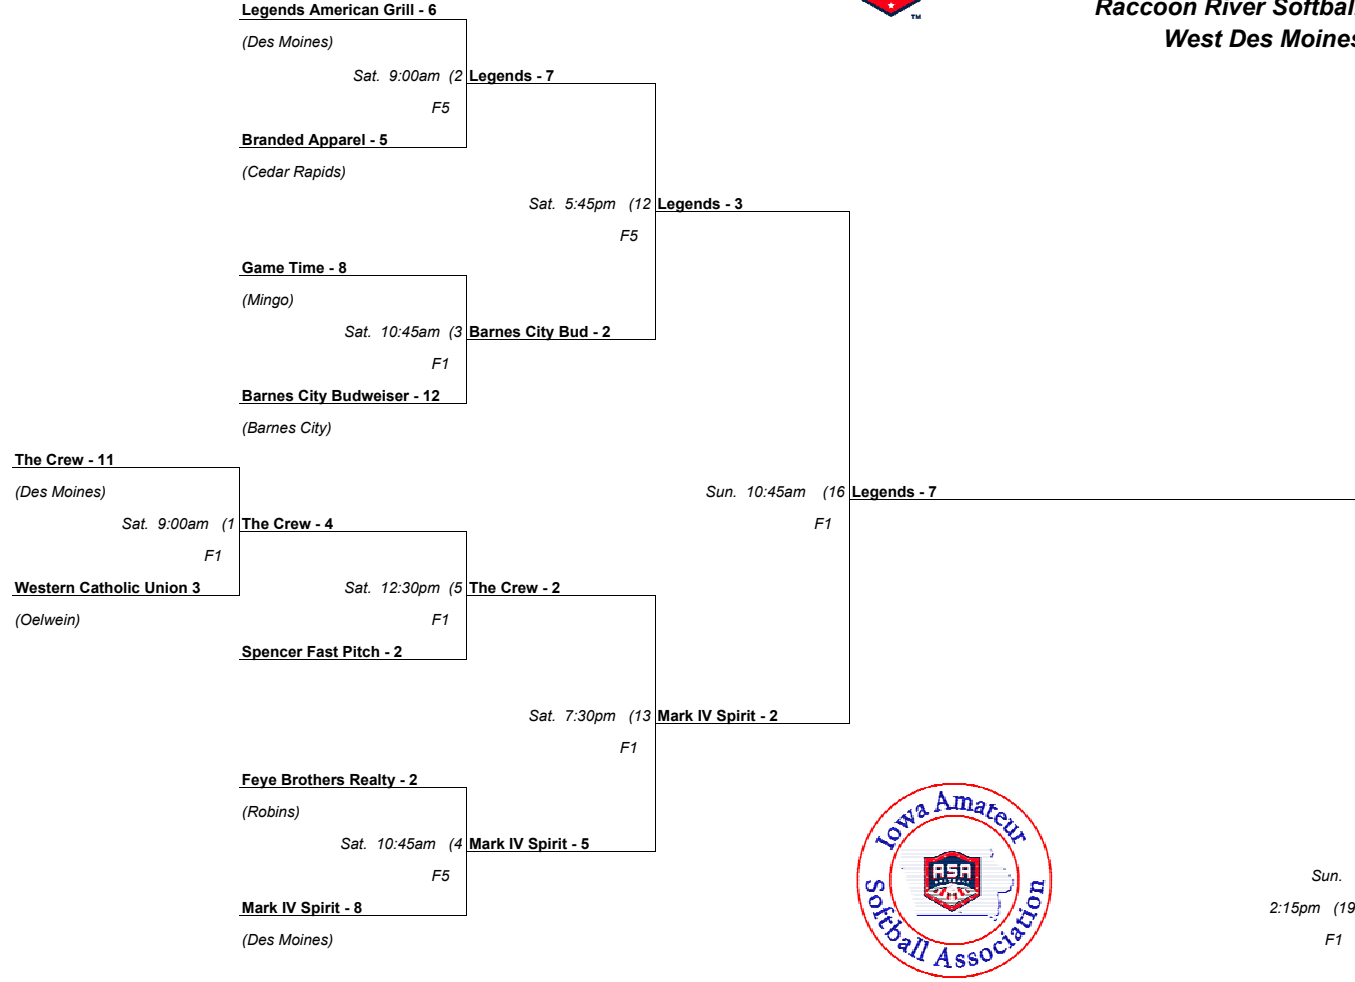 Legends American Grill - 6
Raccoon River Softbal
(Des Moines)
West Des Moines
Sat. 9:00am (2 Legends - 7
F5
Branded Apparel - 5
(Cedar Rapids)
Sat. 5:45pm (12 Legends - 3
F5
Game Time - 8
(Mingo)
Sat. 10:45am (3 Barnes City Bud - 2
F1
Barnes City Budweiser - 12
(Barnes City)
The Crew - 11
(Des Moines)
Sun. 10:45am (16 Legends - 7
Sat. 9:00am (1 The Crew - 4
F1
F1
Western Catholic Union 3
Sat. 12:30pm (5 The Crew - 2
(Oelwein)
F1
Spencer Fast Pitch - 2
Sat. 7:30pm (13 Mark IV Spirit - 2
F1
Feye Brothers Realty - 2
(Robins)
Sat. 10:45am (4 Mark IV Spirit - 5
F5
Mark IV Spirit - 8
(Des Moines)
Iowa Amateur
ASA
Softball Association
Sun.
2:15pm (19
F1
TM